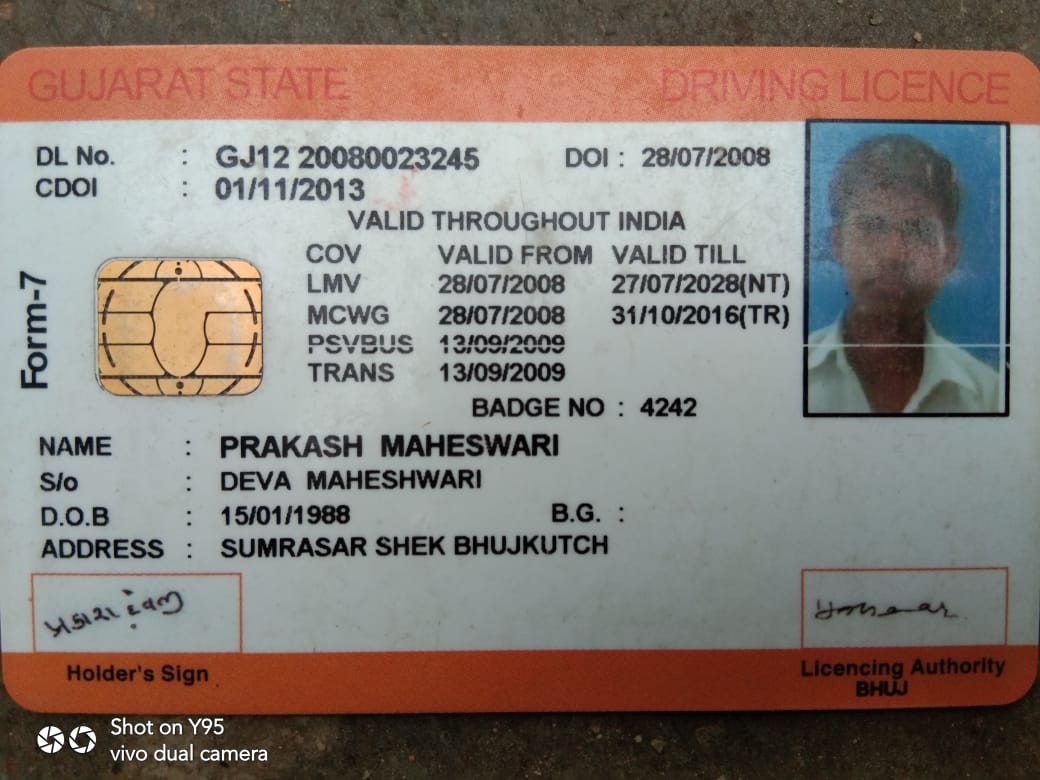 GUJARAT STATE DRIVING LICENCE
DL No. : GJ12 20080023245 DOI : 28/07/2008
CDOI : 01/11/2013
VALID THROUGHOUT INDIA
COV VALID FROM VALID TILL
LMV 28/07/2008 27/07/2028(NT)
MCWG 28/07/2008 31/10/2016(TR)
PSVBUS 13/09/2009
TRANS 13/09/2009
BADGE NO : 4242
Form-7
NAME : PRAKASH MAHESWARI
S/o : DEVA MAHESHWARI
D.O.B : 15/01/1988 B.G. :
ADDRESS : SUMRASAR SHEK BHUJKUTCH
Holder's Sign
Licencing Authority
BHUJ
Shot on Y95
vivo dual camera